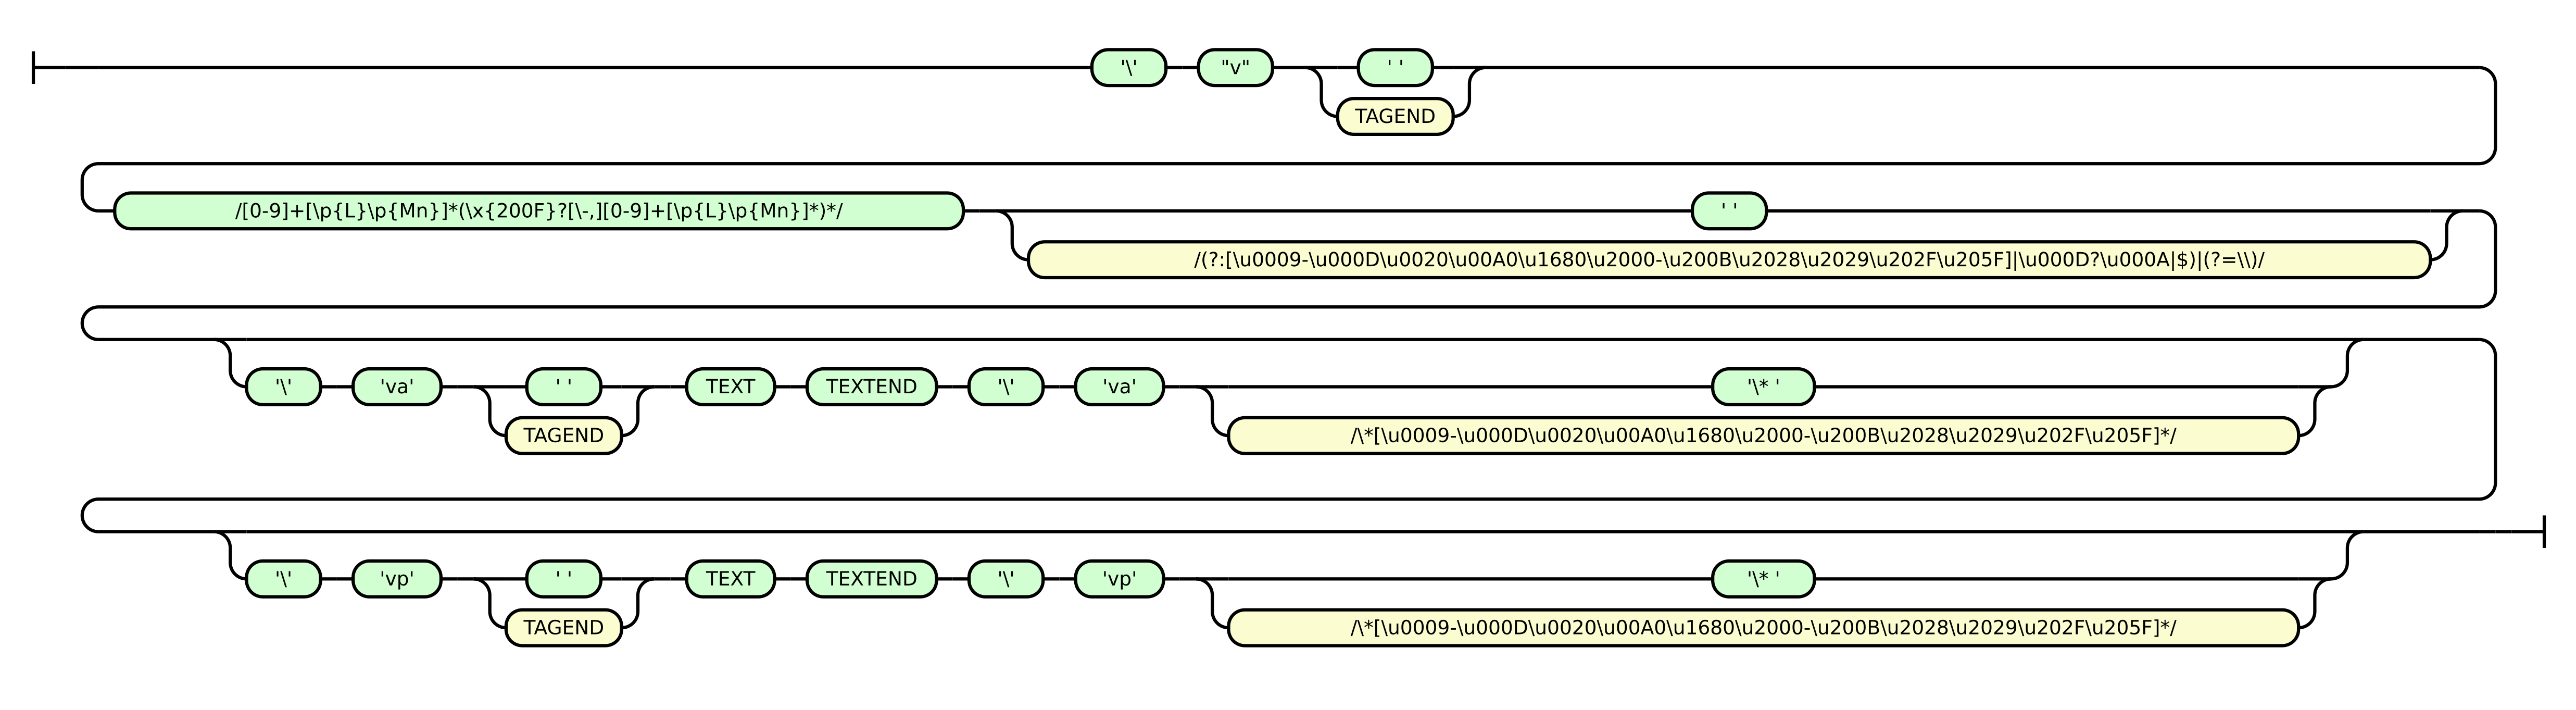 '\' "v" ' '
TAGEND
/[0-9]+[\p{L}\p{Mn}]*(\x{200F}?[\-,][0-9]+[\p{L}\p{Mn}]*)*/ ' '
/(?:[\u0009-\u000D\u0020\u00A0\u1680\u2000-\u200B\u2028\u2029\u202F\u205F]|\u000D?\u000A|$)|(?=\\)/
'\' 'va' ' ' TEXT TEXTEND '\' 'va' '\* '
TAGEND /\*[\u0009-\u000D\u0020\u00A0\u1680\u2000-\u200B\u2028\u2029\u202F\u205F]*/
'\' 'vp' ' ' TEXT TEXTEND '\' 'vp' '\* '
TAGEND /\*[\u0009-\u000D\u0020\u00A0\u1680\u2000-\u200B\u2028\u2029\u202F\u205F]*/